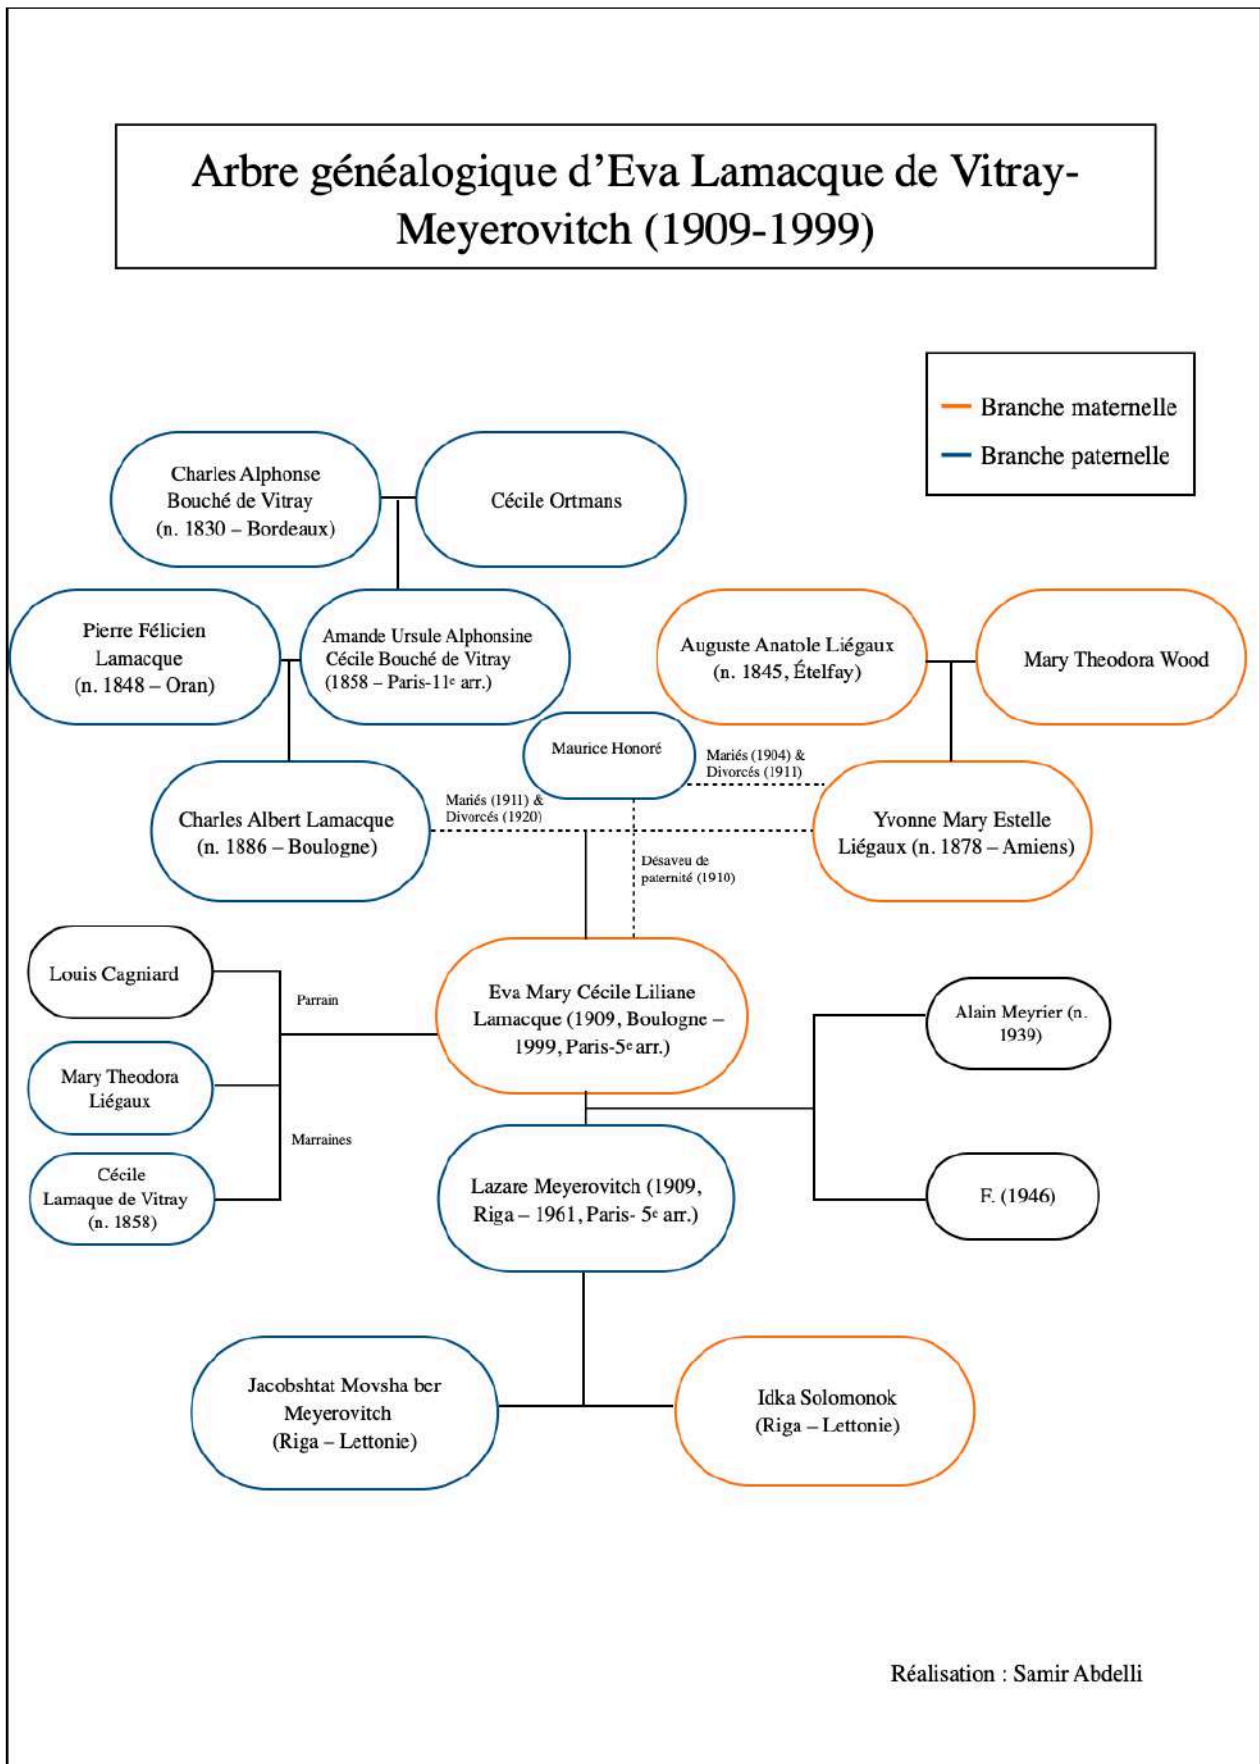 Arbre généalogique d’Eva Lamacque de Vitray-
Meyerovitch (1909-1999)
Branche maternelle
Branche paternelle
Charles Alphonse
Bouché de Vitray
(n. 1830 – Bordeaux)
Cécile Ortmans
Pierre Félicien
Lamacque
(n. 1848 – Oran)
Amande Ursule Alphonsine
Cécile Bouché de Vitray
(1858 – Paris-11e arr.)
Auguste Anatole Liégaux
(n. 1845, Ételfay)
Mary Theodora Wood
Maurice Honoré
Mariés (1904) &
Divorcés (1911)
Charles Albert Lamacque
(n. 1886 – Boulogne)
Mariés (1911) &
Divorcés (1920)
Yvonne Mary Estelle
Liégaux (n. 1878 – Amiens)
Désaveu de
paternité (1910)
Louis Cagniard
Parrain
Eva Mary Cécile Liliane
Lamacque (1909, Boulogne –
1999, Paris-5e arr.)
Alain Meyrier (n.
1939)
Mary Theodora
Liégaux
Marraines
Cécile
Lamaque de Vitray
(n. 1858)
Lazare Meyerovitch (1909,
Riga – 1961, Paris- 5e arr.)
F. (1946)
Jacobshtat Movsha ber
Meyerovitch
(Riga – Lettonie)
Idka Solomonok
(Riga – Lettonie)
Réalisation : Samir Abdelli